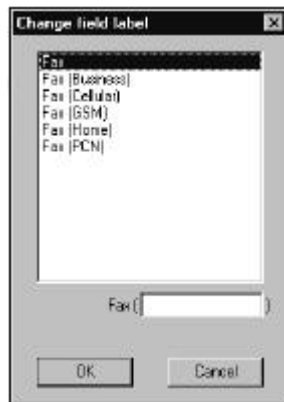 Change field label
Fax
Fax (Business)
Fax (Cellular)
Fax (GSM)
Fax (Home)
Fax (PCN)
Fax ( )
OK Cancel